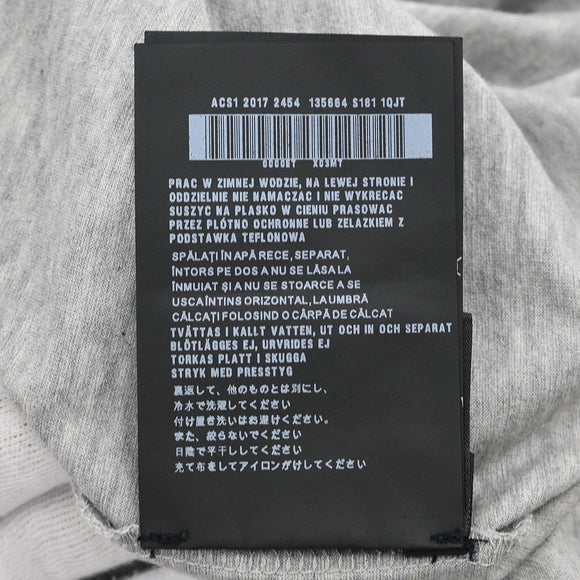 ACS1 2017 2454 135664 S181 1QJT
0000ET X03MT
PRAC W ZIMNEJ WODZIE, NA LEWEJ STRONIE I
ODDZIELNIE NIE NAMACZAC I NIE WYKRECAC
SUSZYC NA PLASKO W CIENIU PRASOWAC
PRZEZ PLÓTNO OCHRONNE LUB ZELAZKIEM Z
PODSTAWKA TEFLONOWA
SPĂLAȚI ÎN APĂ RECE, SEPARAT,
ÎNTORS PE DOS A NU SE LĂSA LA
ÎNMUIAT ȘI A NU SE STOARCE A SE
USCA ÎNTINS ORIZONTAL, LA UMBRĂ
CĂLCAȚI FOLOSIND O CÂRPĂ DE CĂLCAT
TVÄTTAS I KALLT VATTEN, UT OCH IN OCH SEPARAT
BLÖTLÄGGES EJ, URVRIDES EJ
TORKAS PLATT I SKUGGA
STRYK MED PRESSTYG
裏返して、他のものとは別にし、
冷水で洗濯してください
付け置き洗いはお避けください。
また、絞らないでください
日陰で平干ししてください
充て布をしてアイロンがけしてください